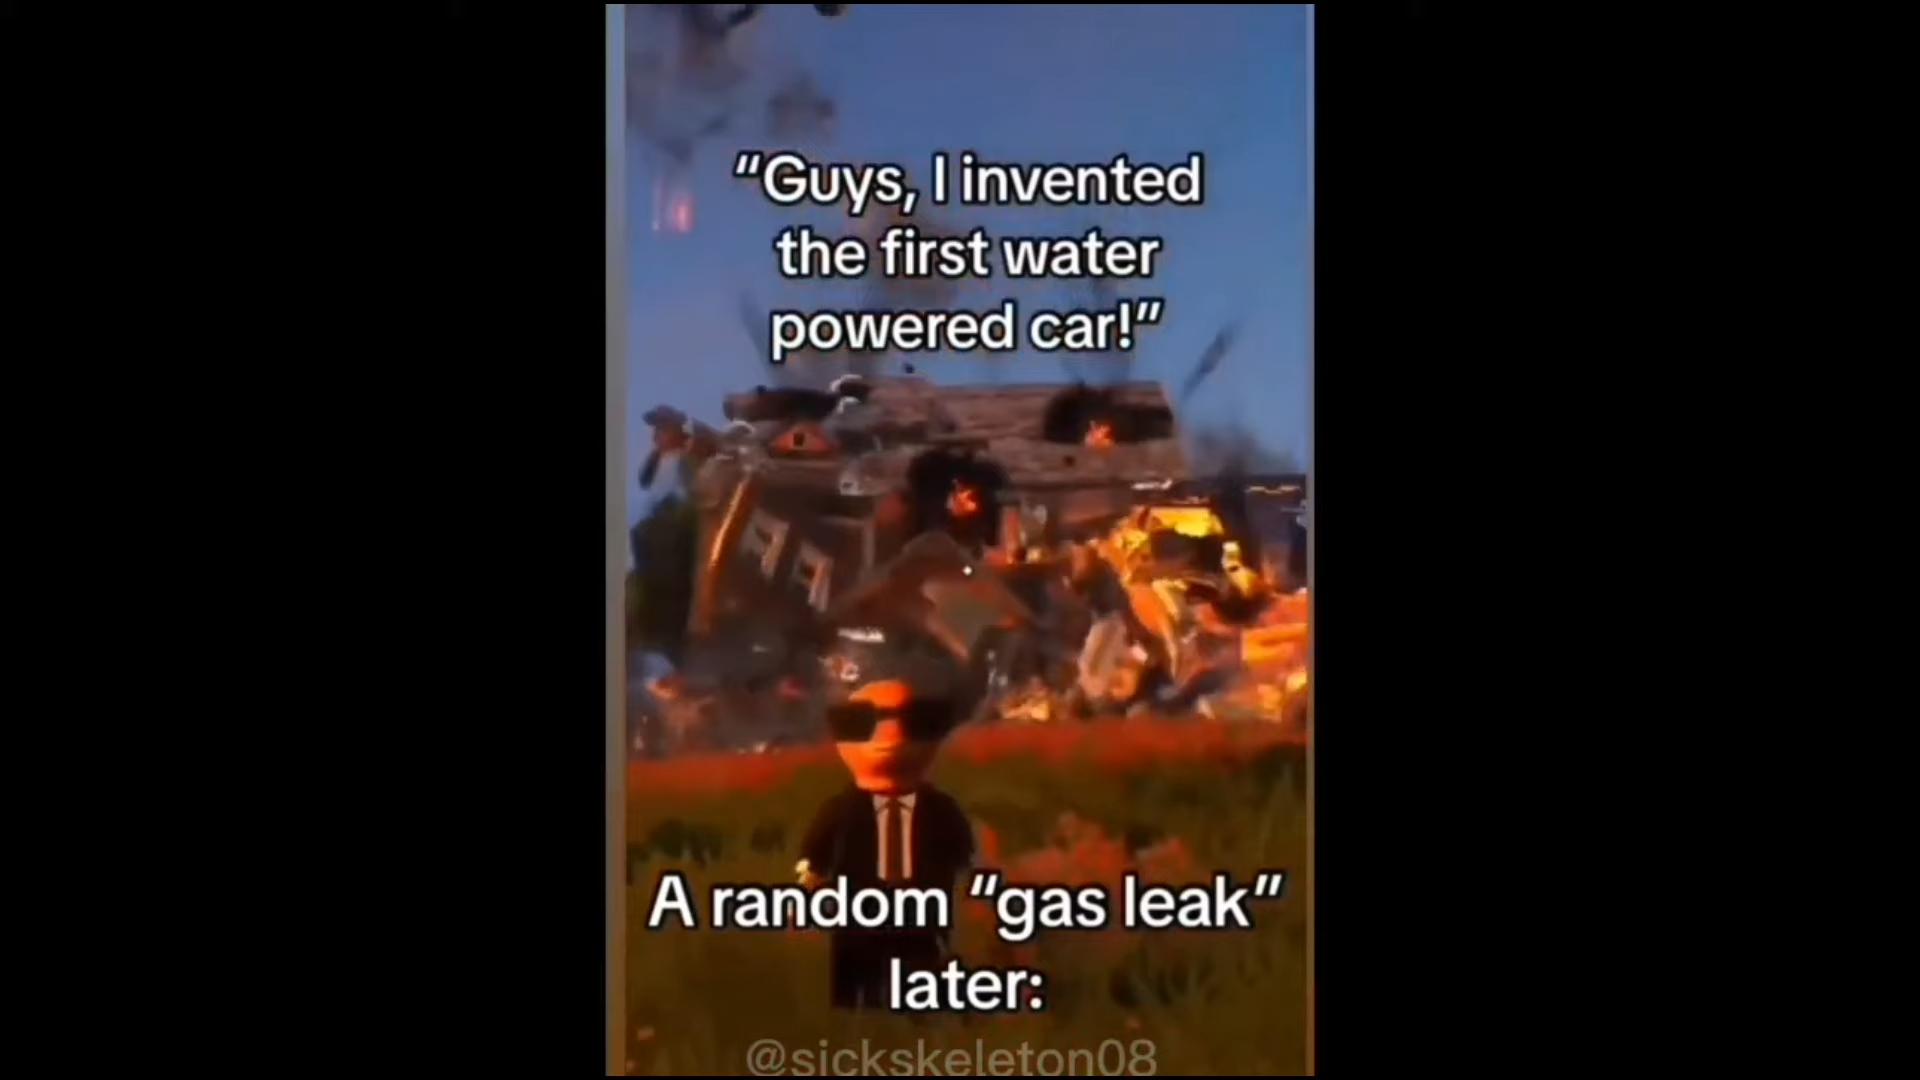 “Guys, I invented
the first water
powered car!”
A random “gas leak”
later:
@sickskeleton08